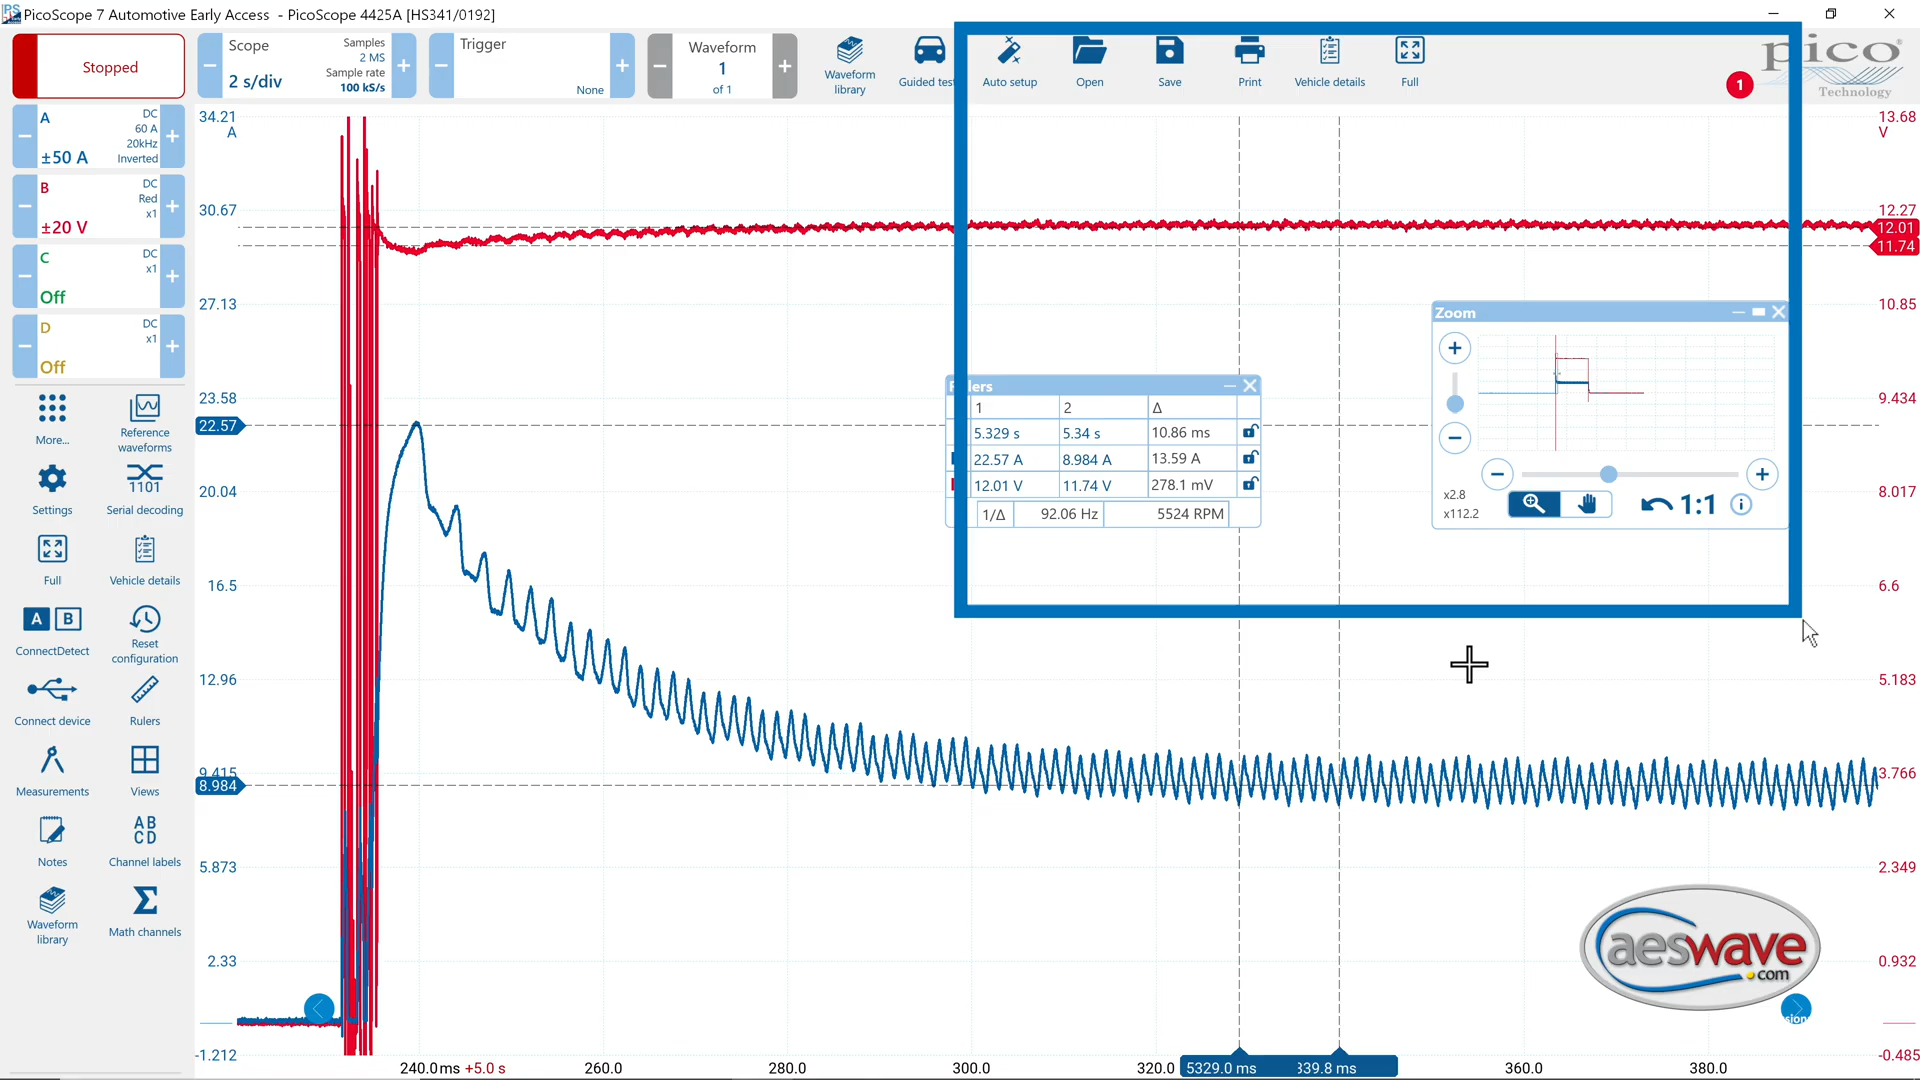 PicoScope 7 Automotive Early Access - PicoScope 4425A [HS341/0192]
Stopped
Scope
2 s/div
Samples
2 MS
Sample rate
100 kS/s
Trigger
None
Waveform
1
of 1
Waveform
library
Guided test
Auto setup
Open
Save
Print
Vehicle details
Full
1
pico
Technology
A
DC
60 A
20kHz
Inverted
±50 A
B
DC
Red
x1
±20 V
C
DC
x1
Off
D
DC
x1
Off
More...
Reference
waveforms
Settings
1101
Serial decoding
Full
Vehicle details
A B
ConnectDetect
Reset
configuration
Connect device
Rulers
Measurements
Views
Notes
AB
CD
Channel labels
Waveform
library
Σ
Math channels
34.21
A
30.67
27.13
23.58
22.57
20.04
16.5
12.96
9.415
8.984
5.873
2.33
-1.212
13.68
V
12.27
12.01
11.74
10.85
9.434
8.017
6.6
5.183
3.766
2.349
0.932
-0.485
240.0ms +5.0 s
260.0
280.0
300.0
320.0
5329.0 ms
339.8 ms
360.0
380.0
lers
1 2 Δ
5.329 s 5.34 s 10.86 ms
22.57 A 8.984 A 13.59 A
12.01 V 11.74 V 278.1 mV
1/Δ 92.06 Hz 5524 RPM
Zoom
x2.8
x112.2
1:1
i
aeswave
.com